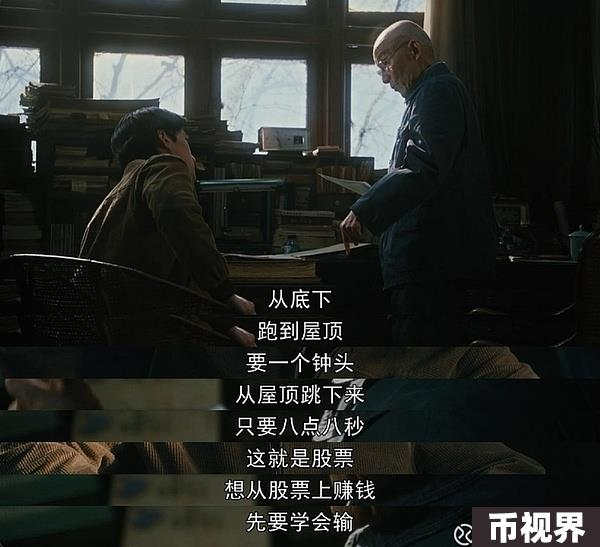 从底下
跑到屋顶
要一个钟头
从屋顶跳下来
只要八点八秒
这就是股票
想从股票上赚钱
先要学会输
币视界